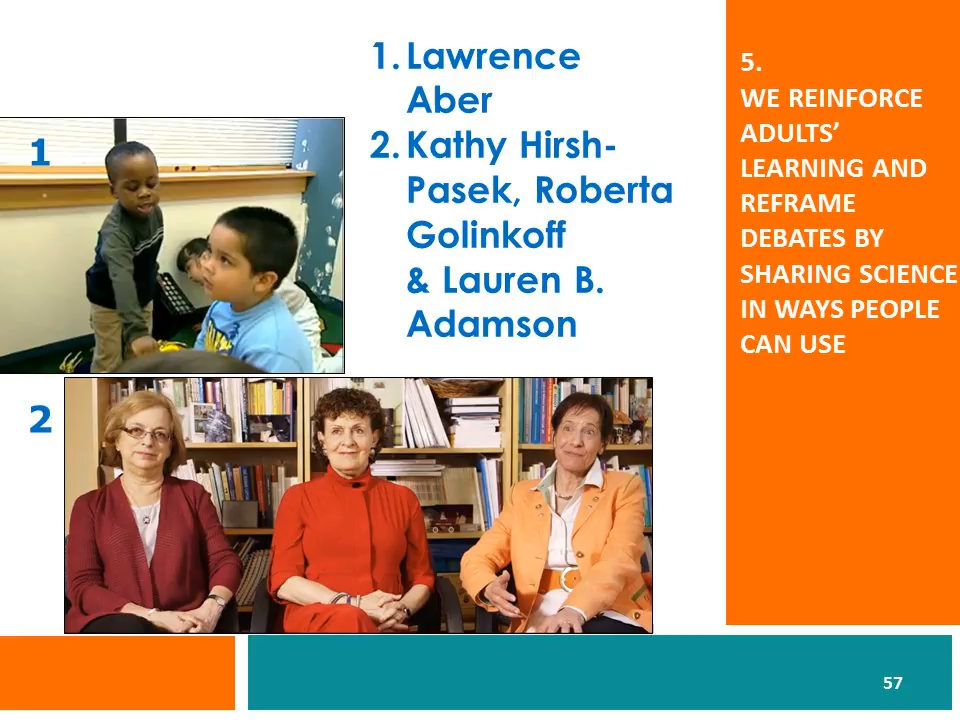 1. Lawrence
Aber
2. Kathy Hirsh-
Pasek, Roberta
Golinkoff
& Lauren B.
Adamson
1
2
5.
WE REINFORCE
ADULTS’
LEARNING AND
REFRAME
DEBATES BY
SHARING SCIENCE
IN WAYS PEOPLE
CAN USE
57